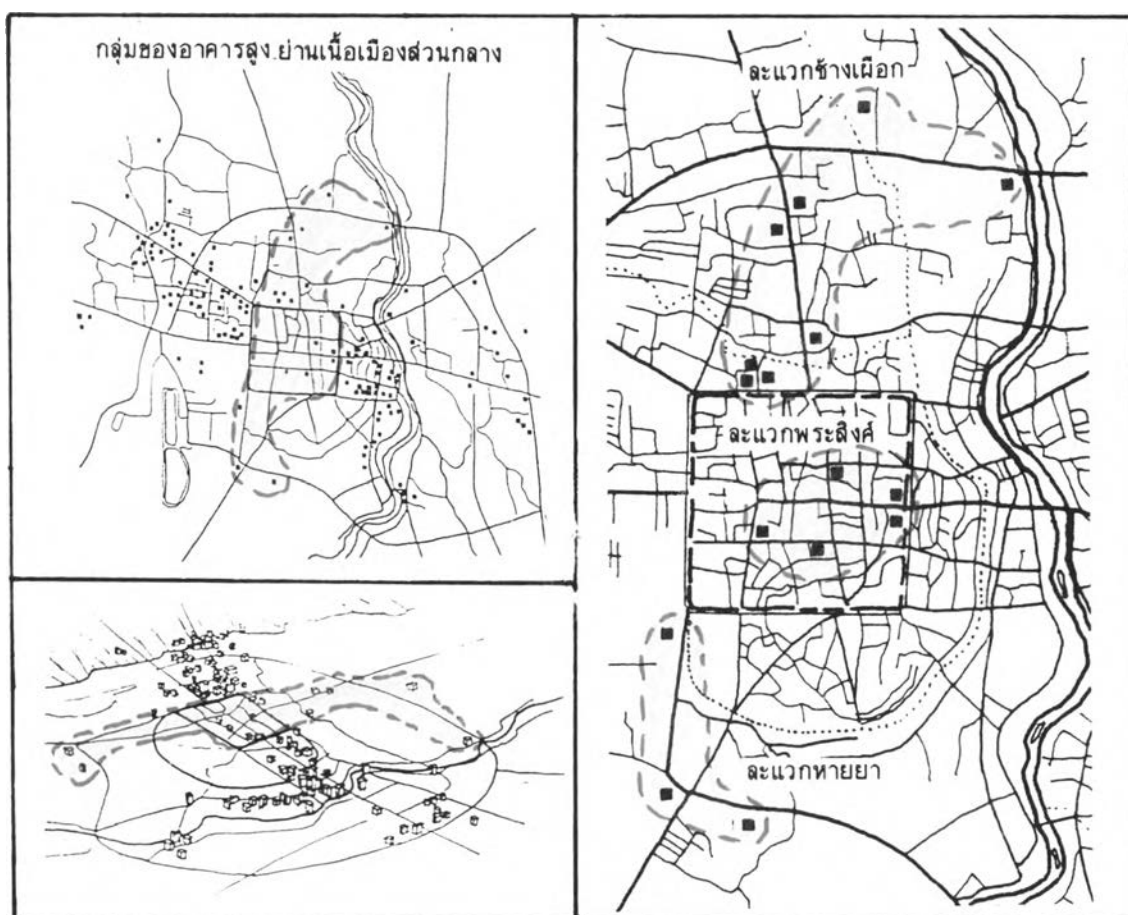 กลุ่มของอาคารสูง ย่านเนื้อเมืองส่วนกลาง
ละแวกช้างเผือก
ละแวกพระสิงค์
ละแวกหายยา